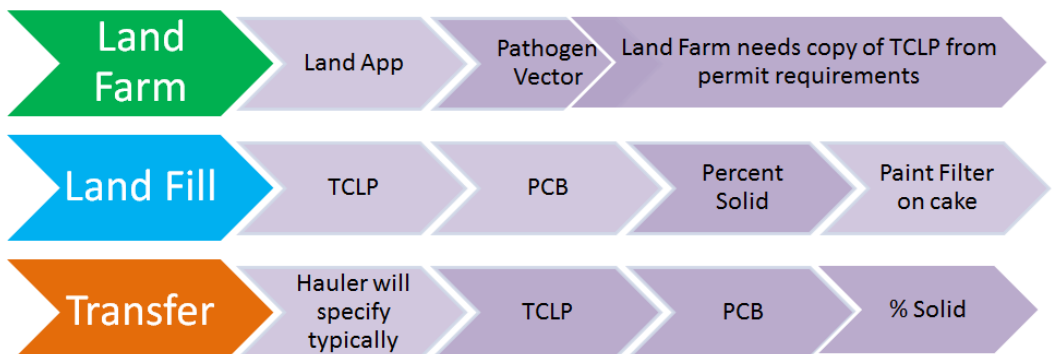 Land
Farm
Land App
Pathogen
Vector
Land Farm needs copy of TCLP from
permit requirements
Land Fill
TCLP
PCB
Percent
Solid
Paint Filter
on cake
Transfer
Hauler will
specify
typically
TCLP
PCB
% Solid